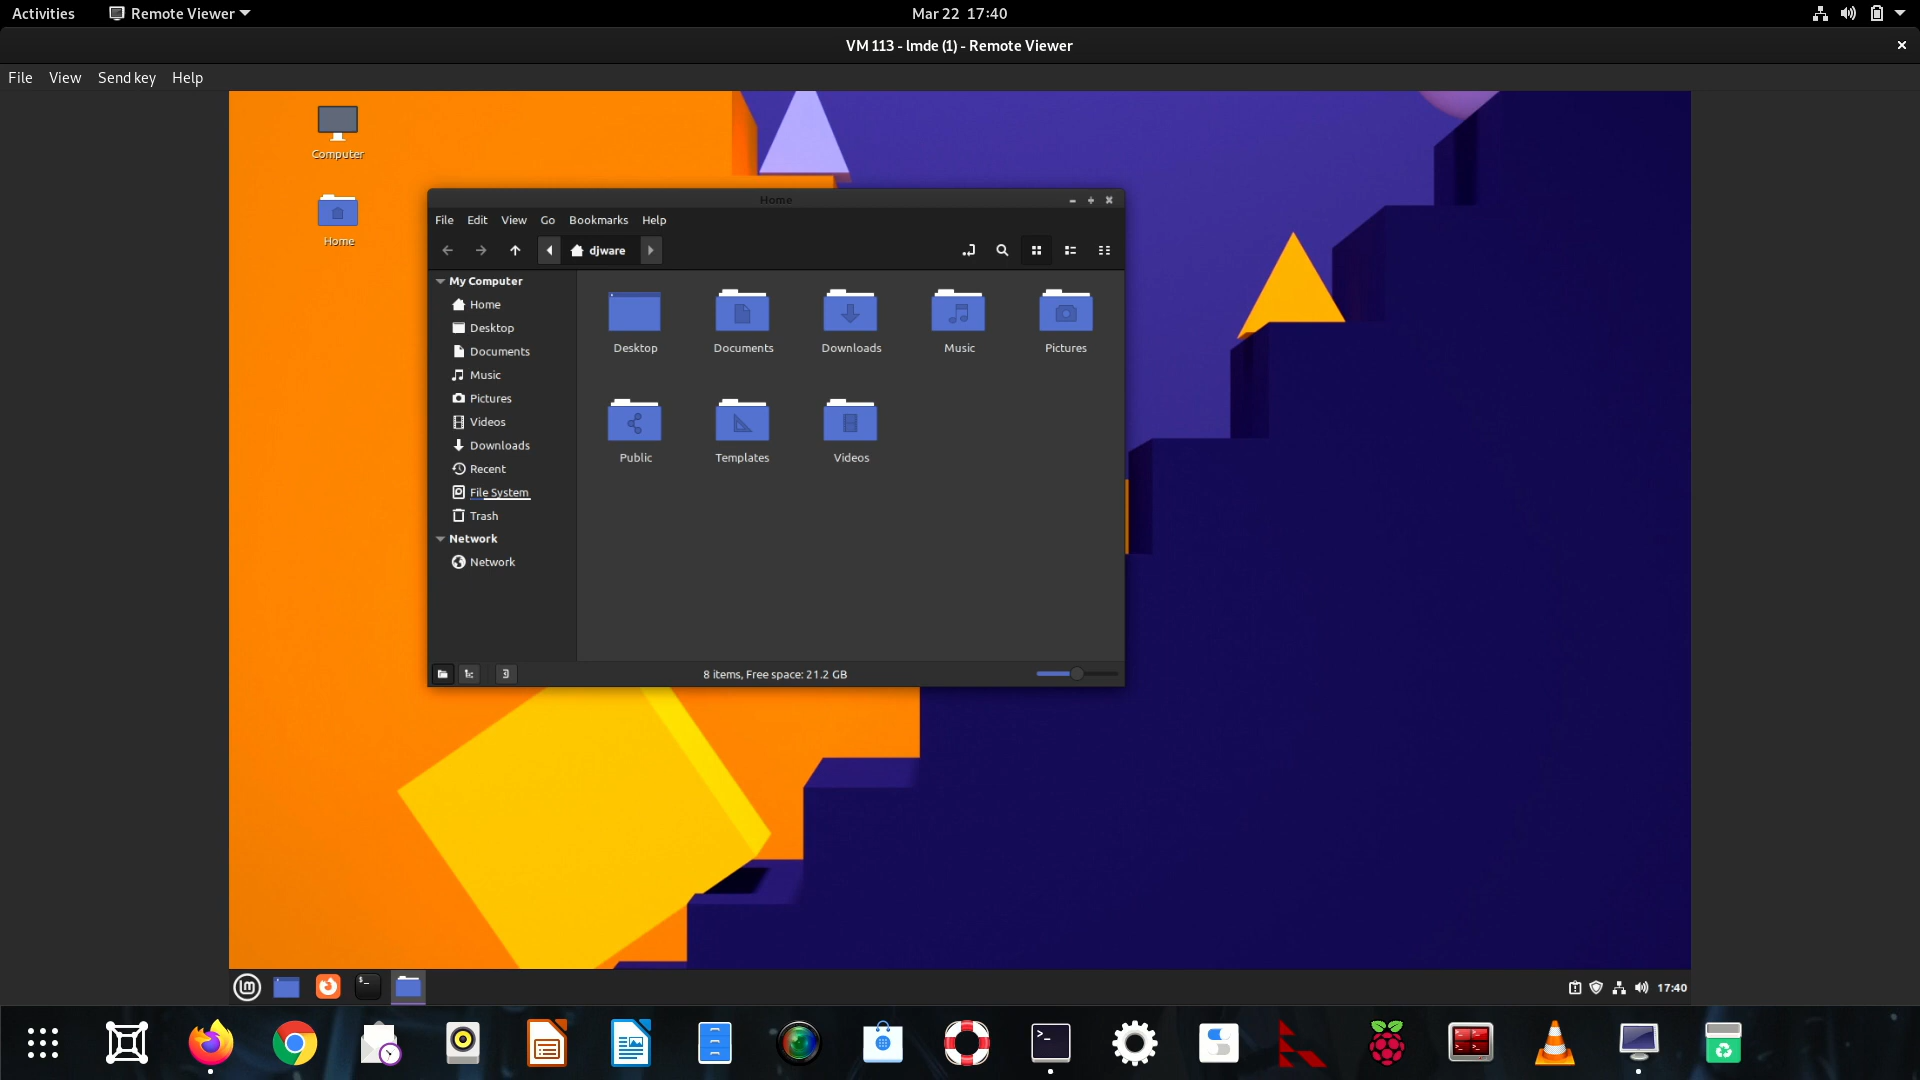 Activities Remote Viewer Mar 22 17:40
VM 113 - lmde (1) - Remote Viewer
File View Send key Help
Computer
Home
Home
File Edit View Go Bookmarks Help
djware
My Computer
Home
Desktop
Documents
Music
Pictures
Videos
Downloads
Recent
File System
Trash
Network
Network
Desktop Documents Downloads Music Pictures
Public Templates Videos
8 items, Free space: 21.2 GB
17:40